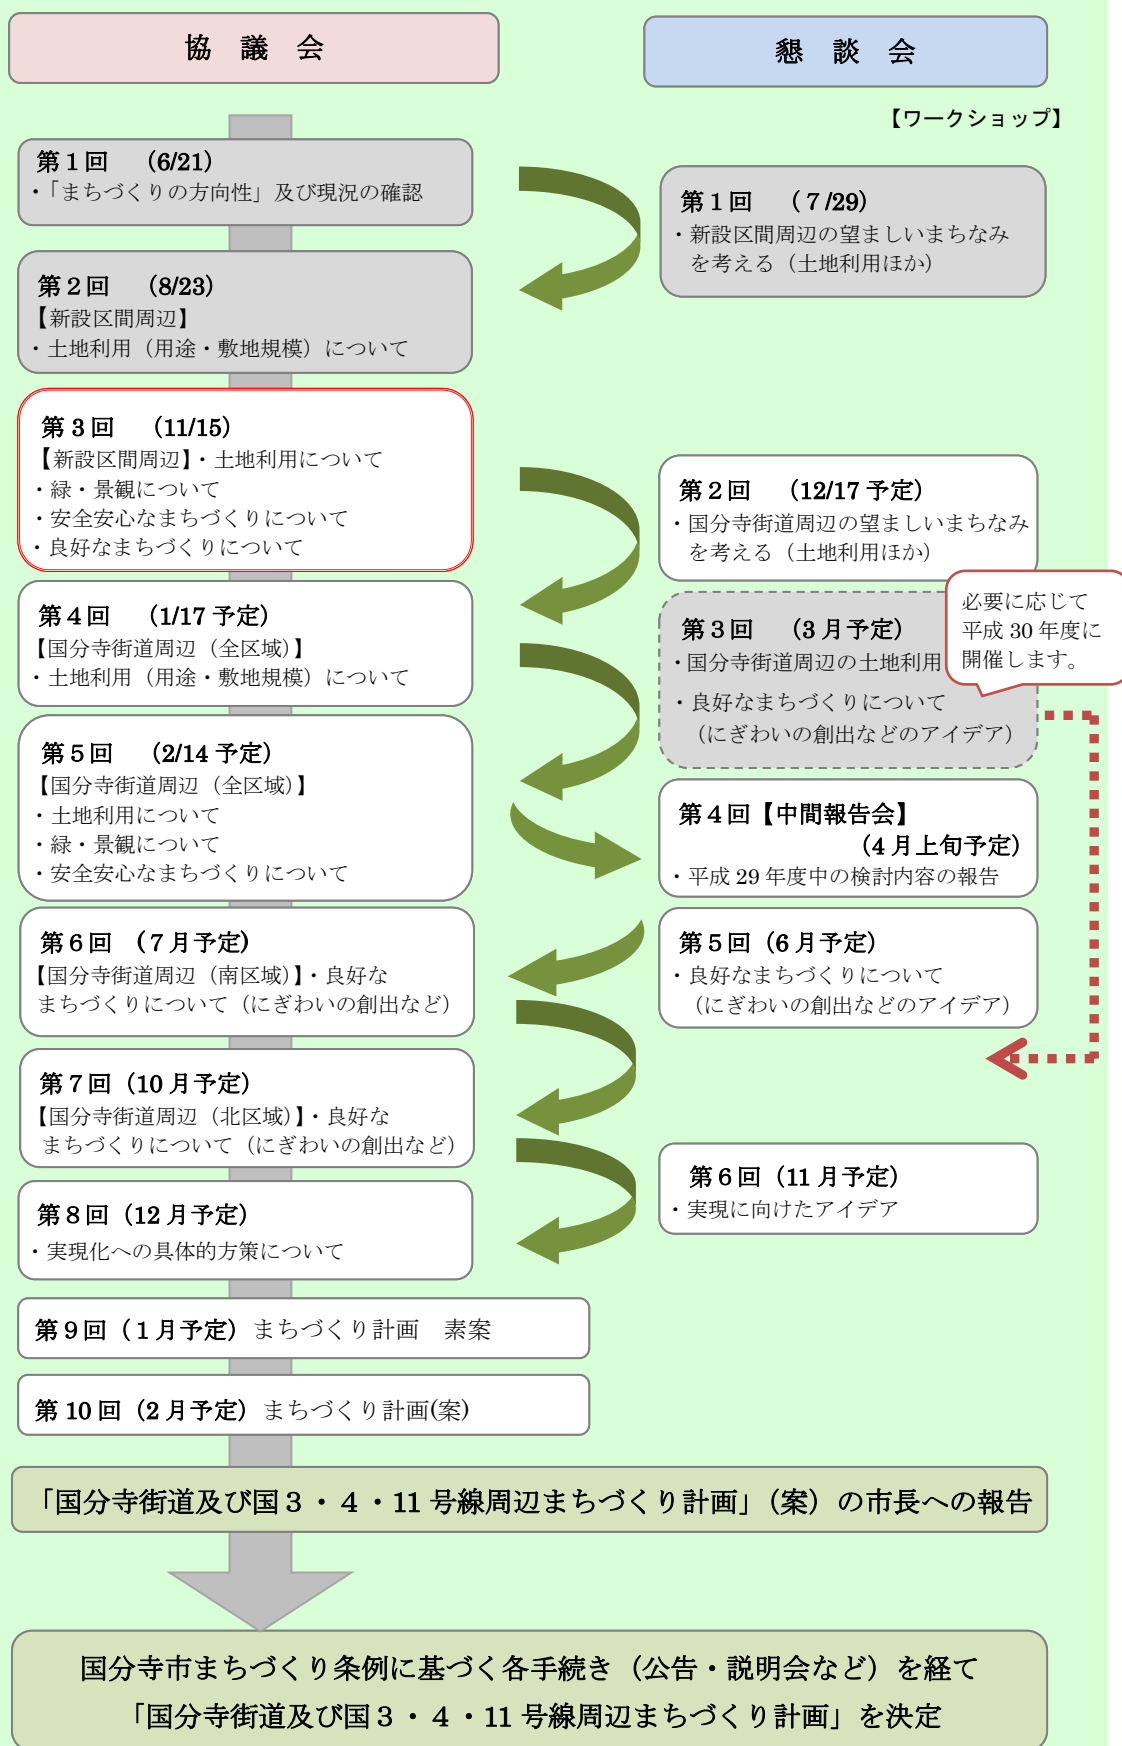 協　議　会
第１回　（6/21）
・「まちづくりの方向性」及び現況の確認
第２回　（8/23）
【新設区間周辺】
・土地利用（用途・敷地規模）について
第３回　（11/15）
【新設区間周辺】・土地利用について
・緑・景観について
・安全安心なまちづくりについて
・良好なまちづくりについて
第４回　（1/17 予定）
【国分寺街道周辺（全区域）】
・土地利用（用途・敷地規模）について
第５回　（2/14 予定）
【国分寺街道周辺（全区域）】
・土地利用について
・緑・景観について
・安全安心なまちづくりについて
第６回　（７月予定）
【国分寺街道周辺（南区域）】・良好な
まちづくりについて（にぎわいの創出など）
第７回（10 月予定）
【国分寺街道周辺（北区域）】・良好な
まちづくりについて（にぎわいの創出など）
第８回（12 月予定）
・実現化への具体的方策について
第９回（１月予定）まちづくり計画　素案
第 10 回（2 月予定）まちづくり計画(案)
懇　談　会
【ワークショップ】
第１回　（７/29）
・新設区間周辺の望ましいまちなみ
を考える（土地利用ほか）
第２回　（12/17 予定）
・国分寺街道周辺の望ましいまちなみ
を考える（土地利用ほか）
第３回　（3 月予定）
・国分寺街道周辺の土地利用
・良好なまちづくりについて
（にぎわいの創出などのアイデア）
必要に応じて
平成 30 年度に
開催します。
第４回【中間報告会】
（4 月上旬予定）
・平成 29 年度中の検討内容の報告
第５回（6 月予定）
・良好なまちづくりについて
（にぎわいの創出などのアイデア）
第６回（11 月予定）
・実現に向けたアイデア
「国分寺街道及び国３・４・11 号線周辺まちづくり計画」（案）の市長への報告
国分寺市まちづくり条例に基づく各手続き（公告・説明会など）を経て
「国分寺街道及び国３・４・11 号線周辺まちづくり計画」を決定